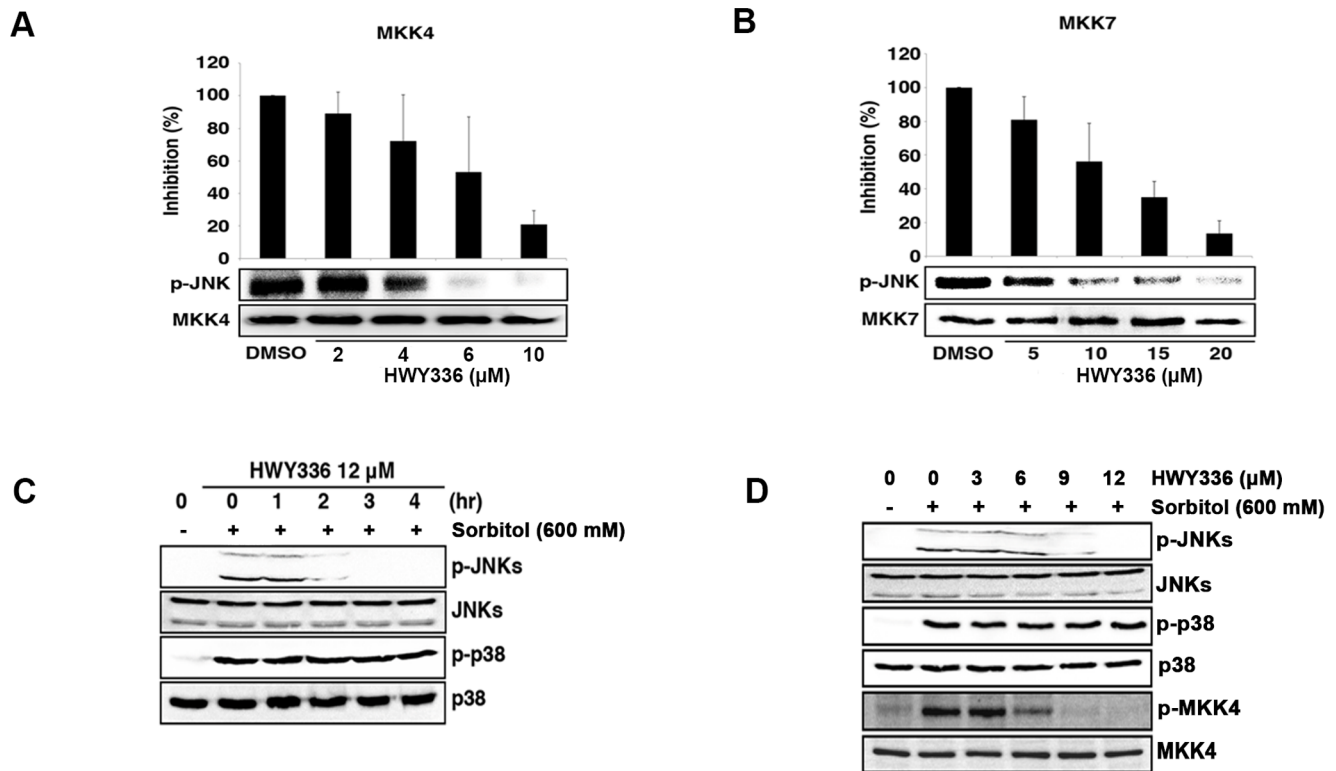 A
MKK4
120
100
80
60
40
20
0
Inhibition (%)
p-JNK
MKK4
DMSO 2 4 6 10
HWY336 (µM)
B
MKK7
120
100
80
60
40
20
0
Inhibition (%)
p-JNK
MKK7
DMSO 5 10 15 20
HWY336 (µM)
C
HWY336 12 µM
0 0 1 2 3 4 (hr)
- + + + + + Sorbitol (600 mM)
p-JNKs
JNKs
p-p38
p38
D
0 0 3 6 9 12 HWY336 (µM)
- + + + + + Sorbitol (600 mM)
p-JNKs
JNKs
p-p38
p38
p-MKK4
MKK4